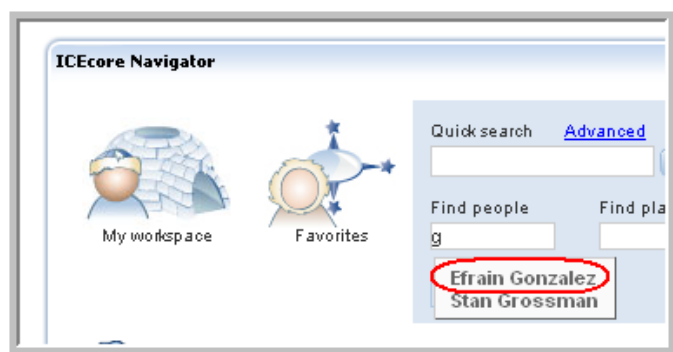 ICEcore Navigator
Quick search Advanced
Find people Find pla
My workspace Favorites
g
Efrain Gonzalez
Stan Grossman